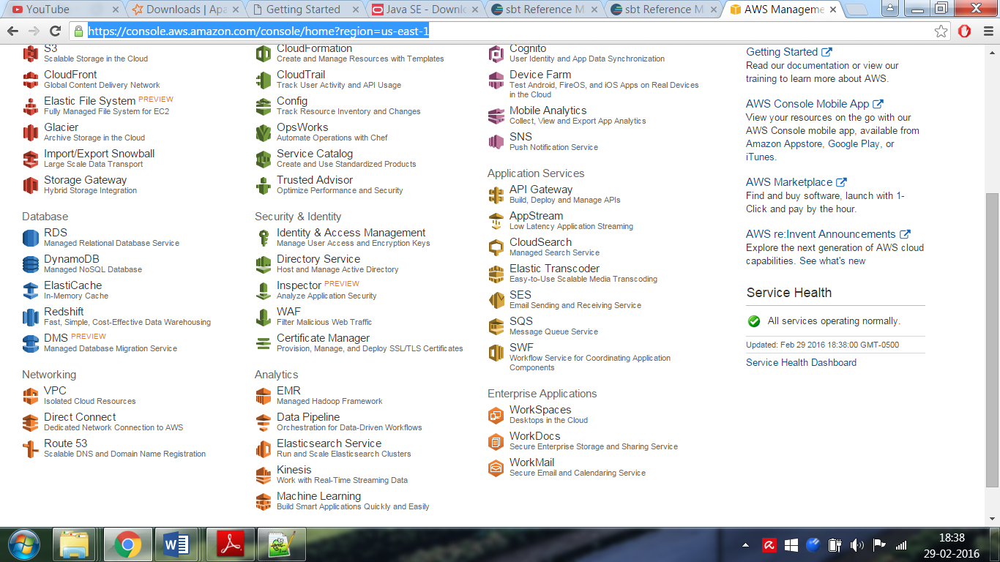 YouTube
Downloads | Apa
Getting Started
Java SE - Downlo
sbt Reference M
sbt Reference M
AWS Manageme
https://console.aws.amazon.com/console/home?region=us-east-1
S3
Scalable Storage in the Cloud
CloudFront
Global Content Delivery Network
Elastic File System PREVIEW
Fully Managed File System for EC2
Glacier
Archive Storage in the Cloud
Import/Export Snowball
Large Scale Data Transport
Storage Gateway
Hybrid Storage Integration
Database
RDS
Managed Relational Database Service
DynamoDB
Managed NoSQL Database
ElastiCache
In-Memory Cache
Redshift
Fast, Simple, Cost-Effective Data Warehousing
DMS PREVIEW
Managed Database Migration Service
Networking
VPC
Isolated Cloud Resources
Direct Connect
Dedicated Network Connection to AWS
Route 53
Scalable DNS and Domain Name Registration
CloudFormation
Create and Manage Resources with Templates
CloudTrail
Track User Activity and API Usage
Config
Track Resource Inventory and Changes
OpsWorks
Automate Operations with Chef
Service Catalog
Create and Use Standardized Products
Trusted Advisor
Optimize Performance and Security
Security & Identity
Identity & Access Management
Manage User Access and Encryption Keys
Directory Service
Host and Manage Active Directory
Inspector PREVIEW
Analyze Application Security
WAF
Filter Malicious Web Traffic
Certificate Manager
Provision, Manage, and Deploy SSL/TLS Certificates
Analytics
EMR
Managed Hadoop Framework
Data Pipeline
Orchestration for Data-Driven Workflows
Elasticsearch Service
Run and Scale Elasticsearch Clusters
Kinesis
Work with Real-Time Streaming Data
Machine Learning
Build Smart Applications Quickly and Easily
Cognito
User Identity and App Data Synchronization
Device Farm
Test Android, FireOS, and iOS Apps on Real Devices
in the Cloud
Mobile Analytics
Collect, View and Export App Analytics
SNS
Push Notification Service
Application Services
API Gateway
Build, Deploy and Manage APIs
AppStream
Low Latency Application Streaming
CloudSearch
Managed Search Service
Elastic Transcoder
Easy-to-Use Scalable Media Transcoding
SES
Email Sending and Receiving Service
SQS
Message Queue Service
SWF
Workflow Service for Coordinating Application
Components
Enterprise Applications
WorkSpaces
Desktops in the Cloud
WorkDocs
Secure Enterprise Storage and Sharing Service
WorkMail
Secure Email and Calendaring Service
Getting Started
Read our documentation or view our
training to learn more about AWS.
AWS Console Mobile App
View your resources on the go with our
AWS Console mobile app, available from
Amazon Appstore, Google Play, or
iTunes.
AWS Marketplace
Find and buy software, launch with 1-
Click and pay by the hour.
AWS re:Invent Announcements
Explore the next generation of AWS cloud
capabilities. See what's new
Service Health
All services operating normally.
Updated: Feb 29 2016 18:38:00 GMT-0500
Service Health Dashboard
18:38
29-02-2016